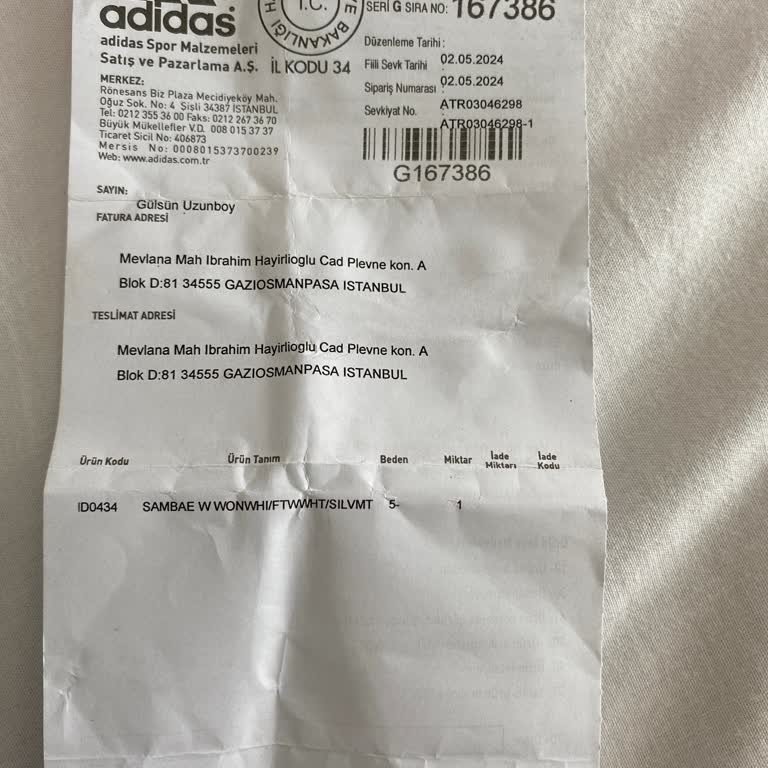 adidas
adidas Spor Malzemeleri
Satış ve Pazarlama A.Ş.
MERKEZ:
Rönesans Biz Plaza Mecidiyeköy Mah.
Oğuz Sok. No: 4 Şişli 34387 İSTANBUL
Tel: 0212 355 36 00 Faks: 0212 267 36 70
Büyük Mükellefler V.D. 008 015 37 37
Ticaret Sicil No: 406873
Mersis No: 0008015373700239
Web: www.adidas.com.tr
T.C.
VE
BAKANLIĞI
İL KODU 34
SERİ G SIRA NO: 167386
Düzenleme Tarihi :
Fiili Sevk Tarihi 02.05.2024
Sipariş Numarası 02.05.2024
Sevkiyat No. ATR03046298
ATR03046298-1
G167386
SAYIN:
Gülsün Uzunboy
FATURA ADRESİ
Mevlana Mah Ibrahim Hayirlioglu Cad Plevne kon. A
Blok D:81 34555 GAZIOSMANPASA ISTANBUL
TESLİMAT ADRESİ
Mevlana Mah Ibrahim Hayirlioglu Cad Plevne kon. A
Blok D:81 34555 GAZIOSMANPASA ISTANBUL
Ürün Kodu Ürün Tanım Beden Miktar İade Miktarı İade Kodu
ID0434 SAMBAE W WONWHI/FTWWHT/SILVMT 5- 1